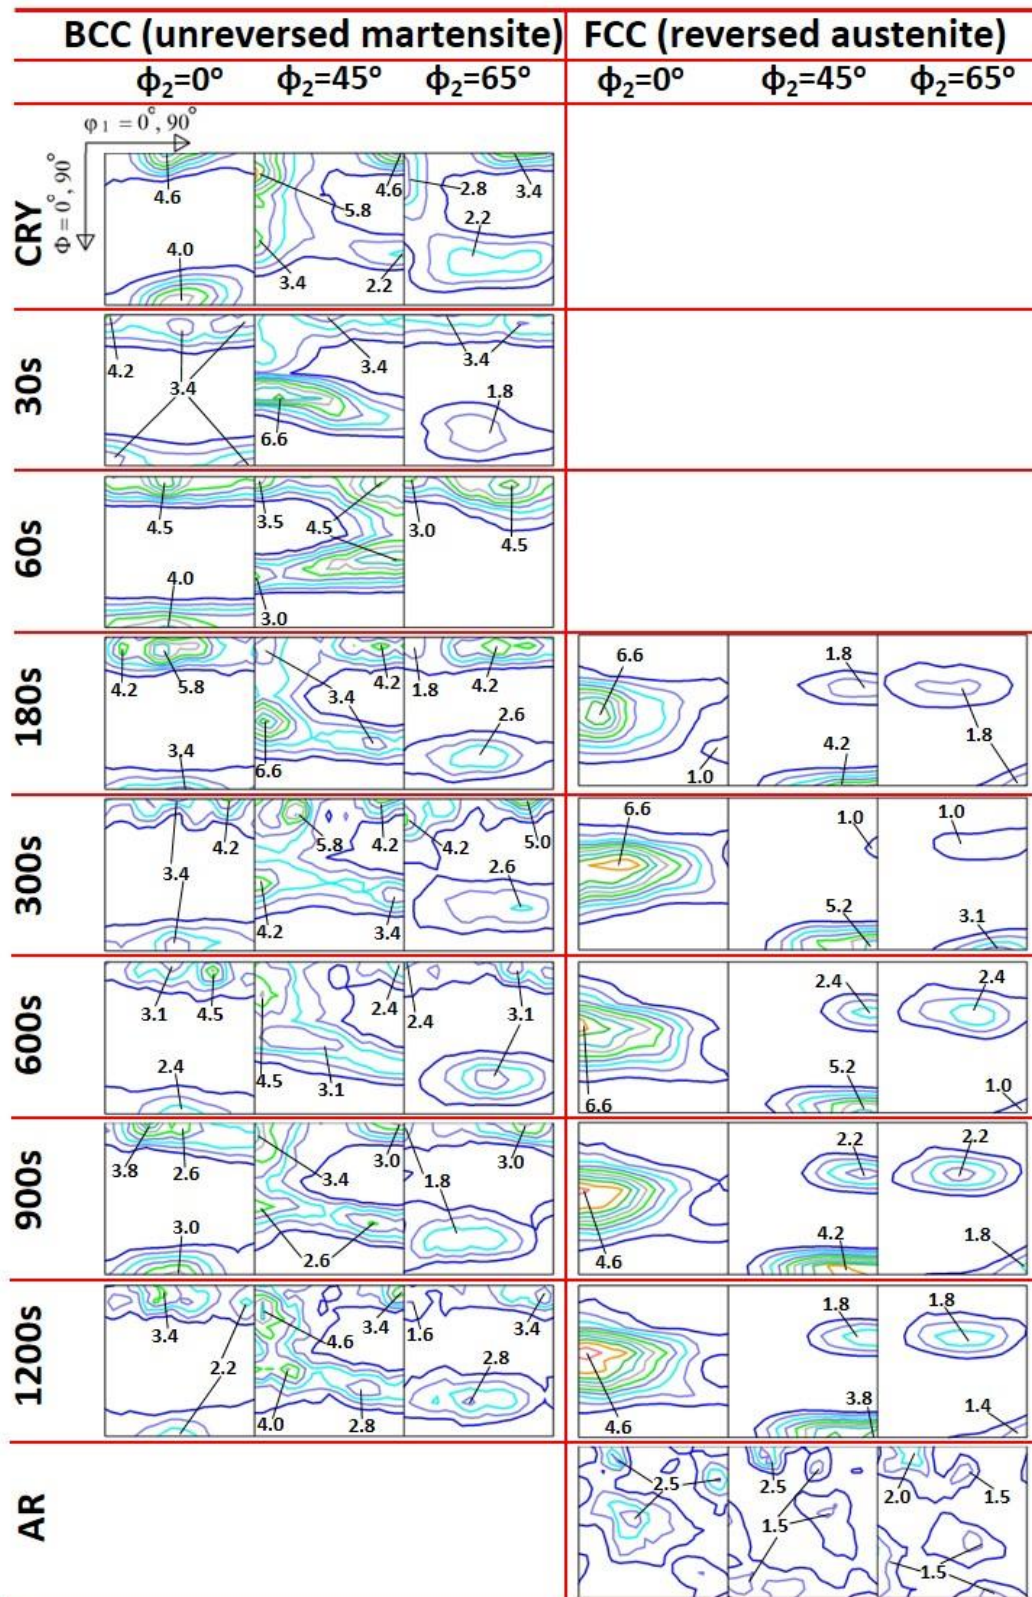 BCC (unreversed martensite) FCC (reversed austenite)
Φ₂=0° Φ₂=45° Φ₂=65° Φ₂=0° Φ₂=45° Φ₂=65°
φ₁ = 0°, 90°
Φ = 0°, 90°
CRY
4.6 4.6 2.8 3.4
5.8 2.2
4.0
3.4 2.2
30s
4.2 3.4 3.4
3.4 1.8
6.6
60s
4.5 3.5 4.5 3.0 4.5
4.0
3.0
180s
4.2 5.8 3.4 4.2 1.8 4.2
3.4 6.6 2.6
6.6 1.0 1.8 4.2 1.8
300s
4.2 5.8 4.2 4.2 5.0
3.4 2.6
4.2 3.4
6.6 1.0 1.0
5.2 3.1
600s
3.1 4.5 2.4 2.4 3.1
2.4 4.5 3.1
2.4 2.4
6.6 5.2 1.0
900s
3.8 2.6 3.4 3.0 1.8 3.0
3.0 2.6
2.2 2.2
4.6 4.2 1.8
1200s
3.4 4.6 3.4 1.6 3.4
2.2 2.8
4.0 2.8
1.8 1.8
4.6 3.8 1.4
AR
2.5 2.5 2.0 1.5
1.5
1.5